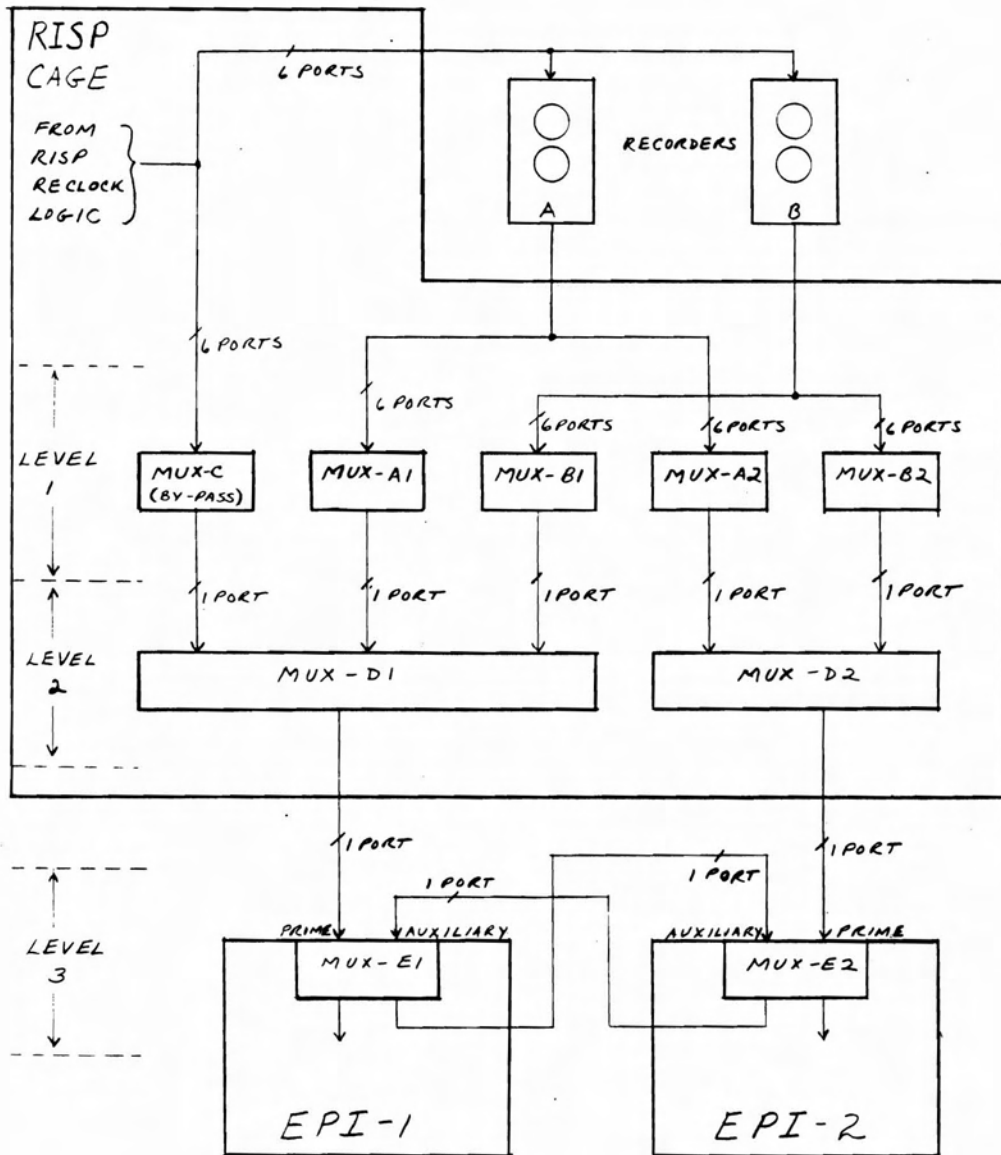 RISP
CAGE
6 PORTS
FROM
RISP
RECLOCK
LOGIC
RECORDERS
A
B
6 PORTS
6 PORTS
6 PORTS
6 PORTS
6 PORTS
LEVEL
1
MUX-C
(BY-PASS)
MUX-A1
MUX-B1
MUX-A2
MUX-B2
1 PORT
1 PORT
1 PORT
1 PORT
1 PORT
LEVEL
2
MUX-D1
MUX-D2
1 PORT
1 PORT
1 PORT
1 PORT
LEVEL
3
PRIME
AUXILIARY
AUXILIARY
PRIME
MUX-E1
MUX-E2
EPI-1
EPI-2